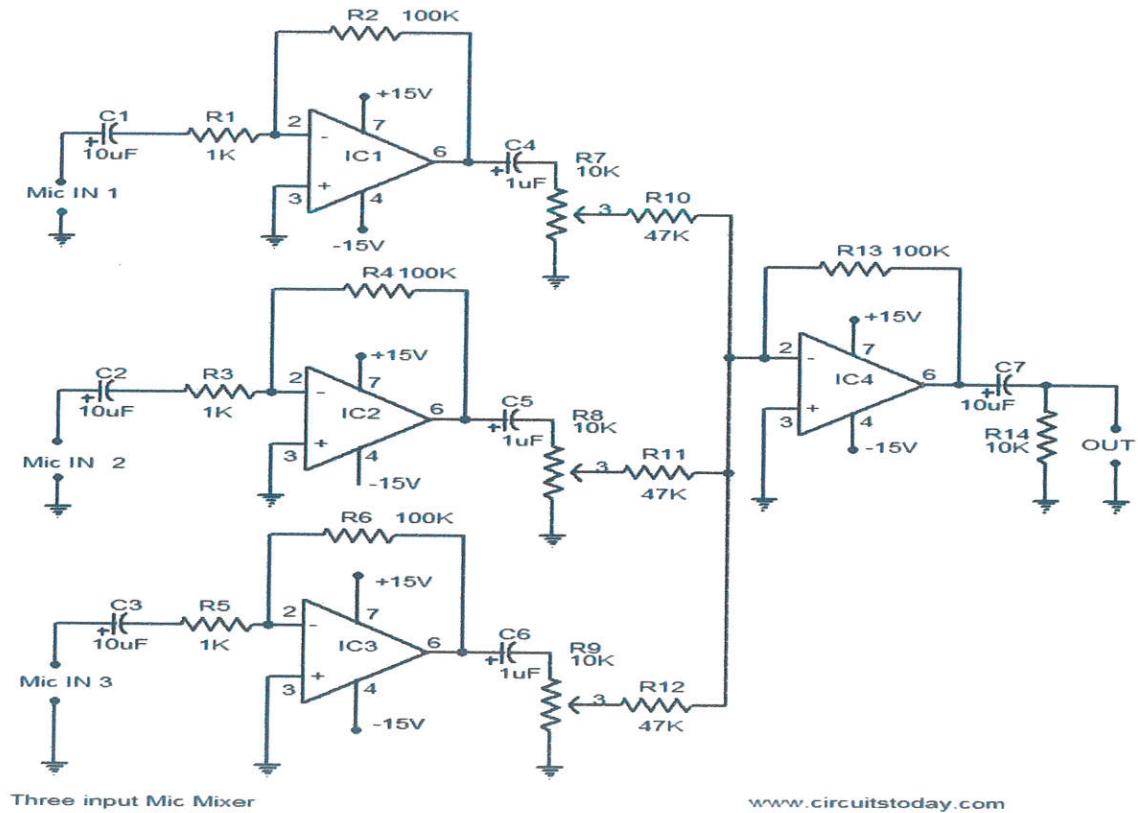 R2 100K
+15V
C1
R1
2
-
7
10uF
1K
IC1
6
C4
R7
+
1uF
10K
Mic IN 1
3
4
3
R10
-15V
47K
R4 100K
R13 100K
+15V
+15V
C2
R3
2
-
7
2
-
7
10uF
1K
IC2
6
C5
R8
IC4
6
C7
+
1uF
10K
+
10uF
R14
OUT
Mic IN 2
3
4
3
R11
3
4
10K
-15V
47K
-15V
R6 100K
+15V
C3
R5
2
-
7
10uF
1K
IC3
6
C6
R9
+
1uF
10K
Mic IN 3
3
4
3
R12
-15V
47K
Three input Mic Mixer
www.circuitstoday.com